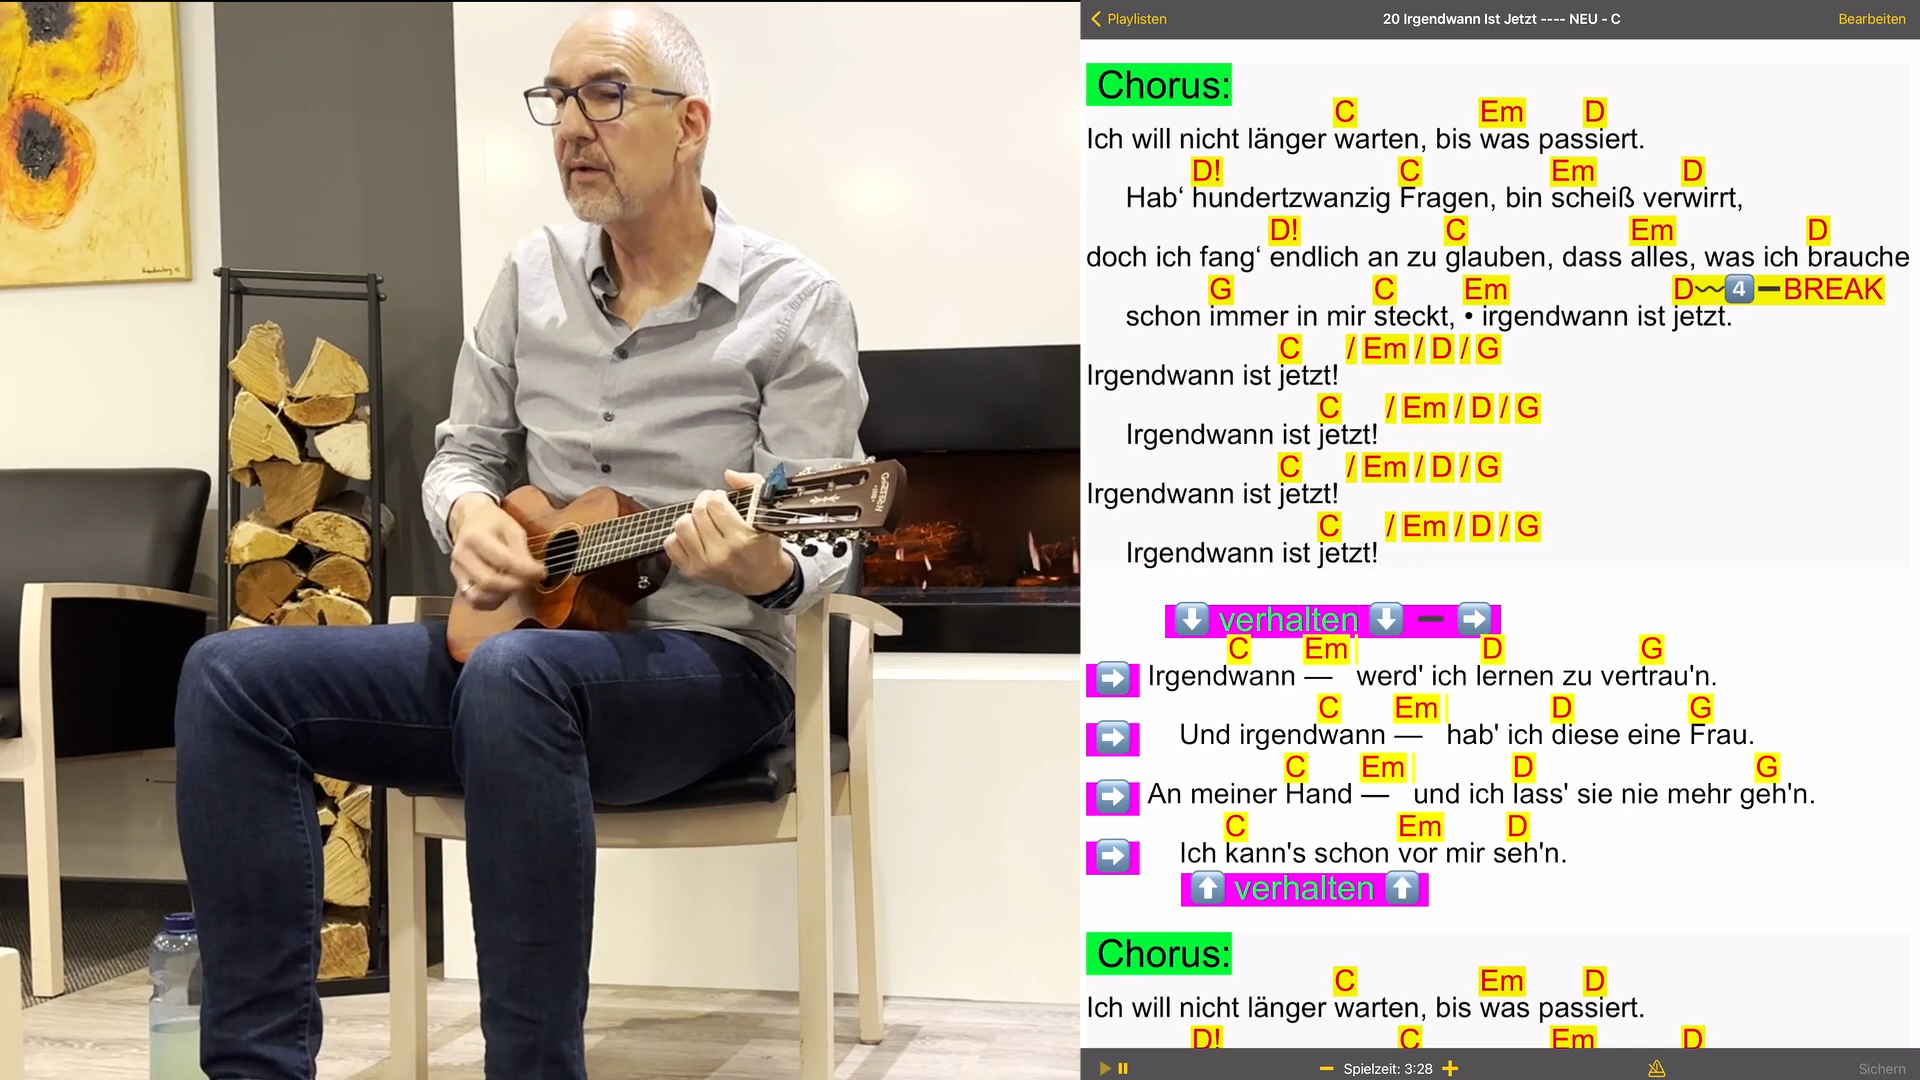 Playlisten
20 Irgendwann Ist Jetzt ---- NEU - C
Bearbeiten
Chorus:
C Em D
Ich will nicht länger warten, bis was passiert.
D! C Em D
Hab‘ hundertzwanzig Fragen, bin scheiß verwirrt,
D! C Em D
doch ich fang‘ endlich an zu glauben, dass alles, was ich brauche
G C Em D〰4️⃣➖BREAK
schon immer in mir steckt, • irgendwann ist jetzt.
C / Em / D / G
Irgendwann ist jetzt!
C / Em / D / G
Irgendwann ist jetzt!
C / Em / D / G
Irgendwann ist jetzt!
C / Em / D / G
Irgendwann ist jetzt!
⬇️ verhalten ⬇️ ➖ ➡️
C Em D G
➡️ Irgendwann — werd' ich lernen zu vertrau'n.
C Em D G
➡️ Und irgendwann — hab' ich diese eine Frau.
C Em D G
➡️ An meiner Hand — und ich lass' sie nie mehr geh'n.
C Em D
➡️ Ich kann's schon vor mir seh'n.
⬆️ verhalten ⬆️
Chorus:
C Em D
Ich will nicht länger warten, bis was passiert.
D! C Em D
Spielzeit: 3:28
Sichern